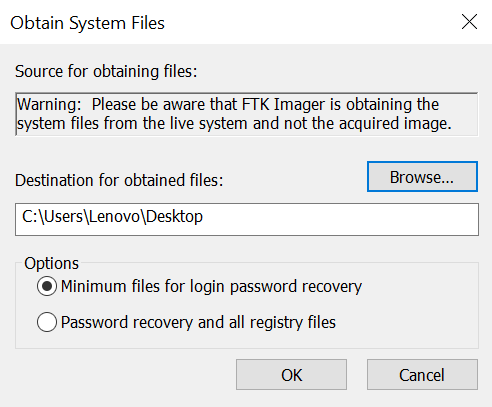 Obtain System Files
Source for obtaining files:
Warning:  Please be aware that FTK Imager is obtaining the
system files from the live system and not the acquired image.
Destination for obtained files:
Browse...
C:\Users\Lenovo\Desktop
Options
Minimum files for login password recovery
Password recovery and all registry files
OK
Cancel